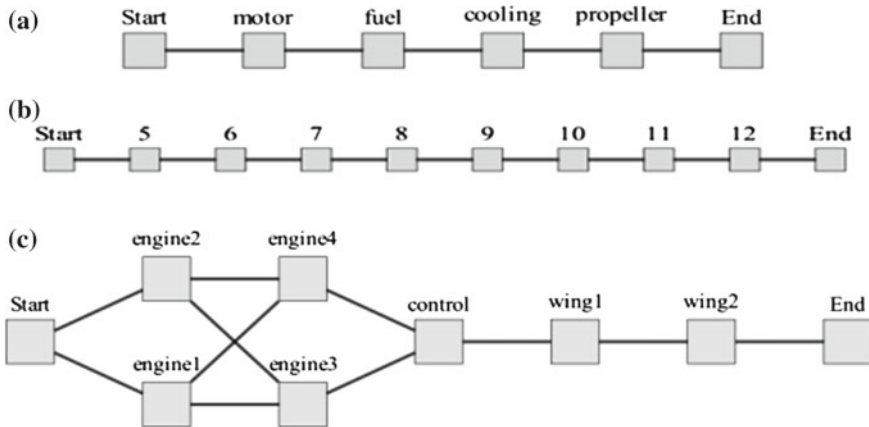 (a)
Start motor fuel cooling propeller End
(b)
Start 5 6 7 8 9 10 11 12 End
(c)
engine2 engine4
Start control wing1 wing2 End
engine1 engine3